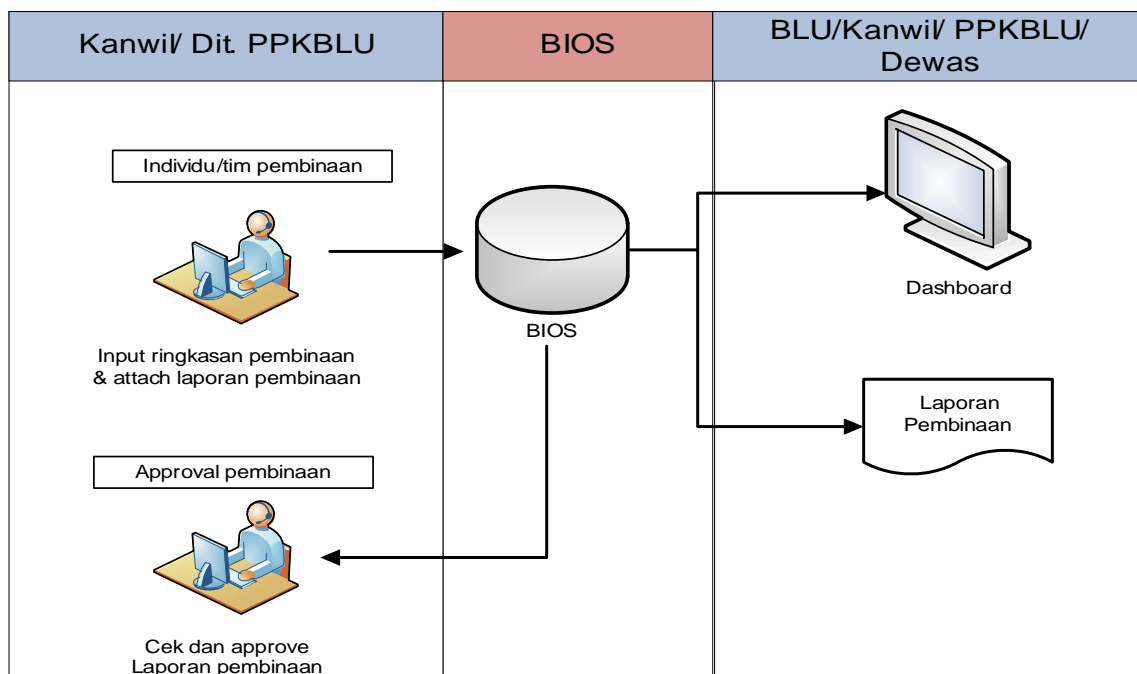 Kanwil/ Dit. PPKBLU
BIOS
BLU/Kanwil/ PPKBLU/
Dewas
Individu/tim pembinaan
Input ringkasan pembinaan
& attach laporan pembinaan
Approval pembinaan
Cek dan approve
Laporan pembinaan
BIOS
Dashboard
Laporan
Pembinaan